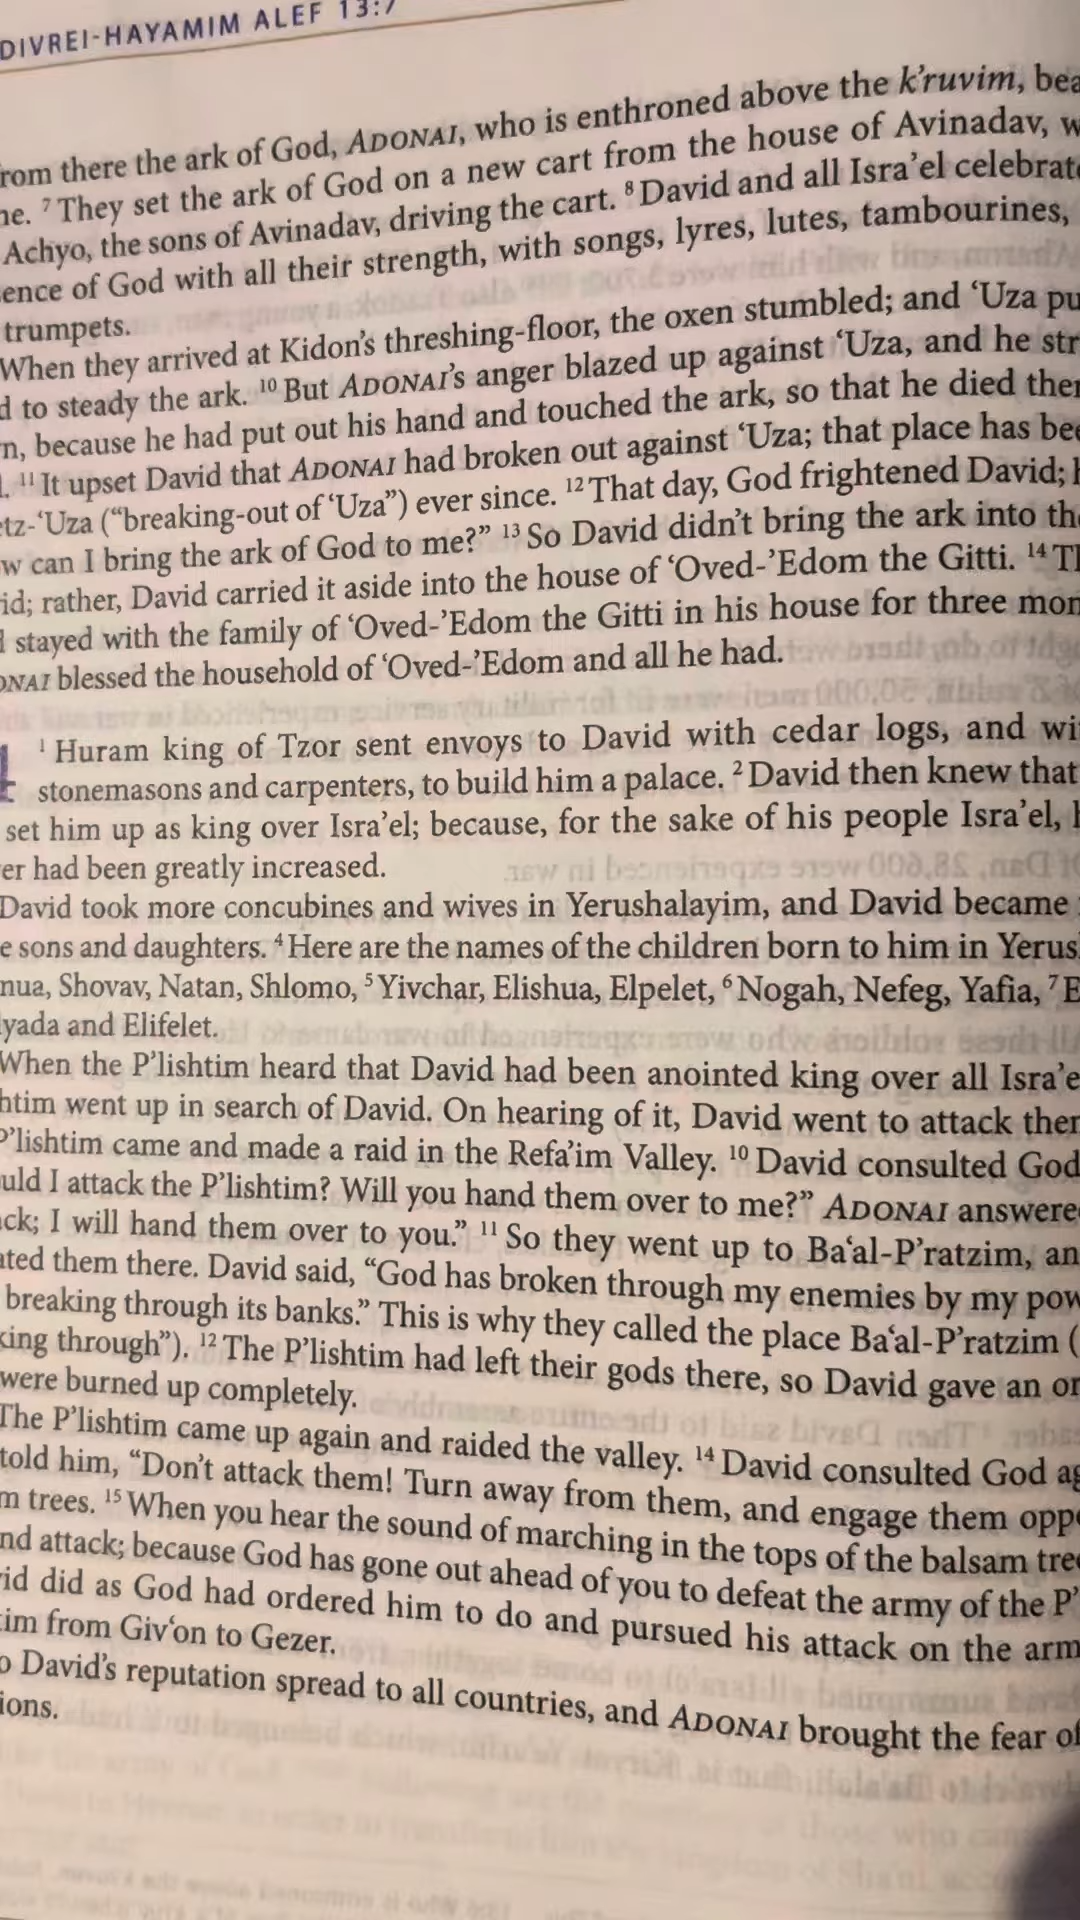 DIVREI-HAYAMIM ALEF 13:7
rom there the ark of God, ADONAI, who is enthroned above the k'ruvim, bea
ne. ⁷ They set the ark of God on a new cart from the house of Avinadav, w
Achyo, the sons of Avinadav, driving the cart. ⁸ David and all Isra'el celebrate
ence of God with all their strength, with songs, lyres, lutes, tambourines,
trumpets.
When they arrived at Kidon's threshing-floor, the oxen stumbled; and ‘Uza pu
d to steady the ark. ¹⁰ But ADONAI's anger blazed up against ‘Uza, and he str
n, because he had put out his hand and touched the ark, so that he died ther
l. ¹¹ It upset David that ADONAI had broken out against ‘Uza; that place has bee
etz-‘Uza (“breaking-out of ‘Uza”) ever since. ¹² That day, God frightened David; h
w can I bring the ark of God to me?” ¹³ So David didn't bring the ark into the
id; rather, David carried it aside into the house of ‘Oved-’Edom the Gitti. ¹⁴ Th
l stayed with the family of ‘Oved-’Edom the Gitti in his house for three mon
ONAI blessed the household of ‘Oved-’Edom and all he had.
4 ¹ Huram king of Tzor sent envoys to David with cedar logs, and wi
stonemasons and carpenters, to build him a palace. ² David then knew that
set him up as king over Isra'el; because, for the sake of his people Isra'el, h
er had been greatly increased.
David took more concubines and wives in Yerushalayim, and David became
e sons and daughters. ⁴ Here are the names of the children born to him in Yerus
nua, Shovav, Natan, Shlomo, ⁵ Yivchar, Elishua, Elpelet, ⁶ Nogah, Nefeg, Yafia, ⁷ E
lyada and Elifelet.
When the P'lishtim heard that David had been anointed king over all Isra'e
htim went up in search of David. On hearing of it, David went to attack ther
P'lishtim came and made a raid in the Refa'im Valley. ¹⁰ David consulted God
uld I attack the P'lishtim? Will you hand them over to me?” ADONAI answere
ck; I will hand them over to you.” ¹¹ So they went up to Ba‘al-P'ratzim, an
ated them there. David said, “God has broken through my enemies by my pow
breaking through its banks.” This is why they called the place Ba‘al-P'ratzim (
king through”). ¹² The P'lishtim had left their gods there, so David gave an or
were burned up completely.
The P'lishtim came up again and raided the valley. ¹⁴ David consulted God ag
told him, “Don't attack them! Turn away from them, and engage them oppo
m trees. ¹⁵ When you hear the sound of marching in the tops of the balsam tree
nd attack; because God has gone out ahead of you to defeat the army of the P'
id did as God had ordered him to do and pursued his attack on the arm
tim from Giv‘on to Gezer.
o David's reputation spread to all countries, and ADONAI brought the fear of
ions.